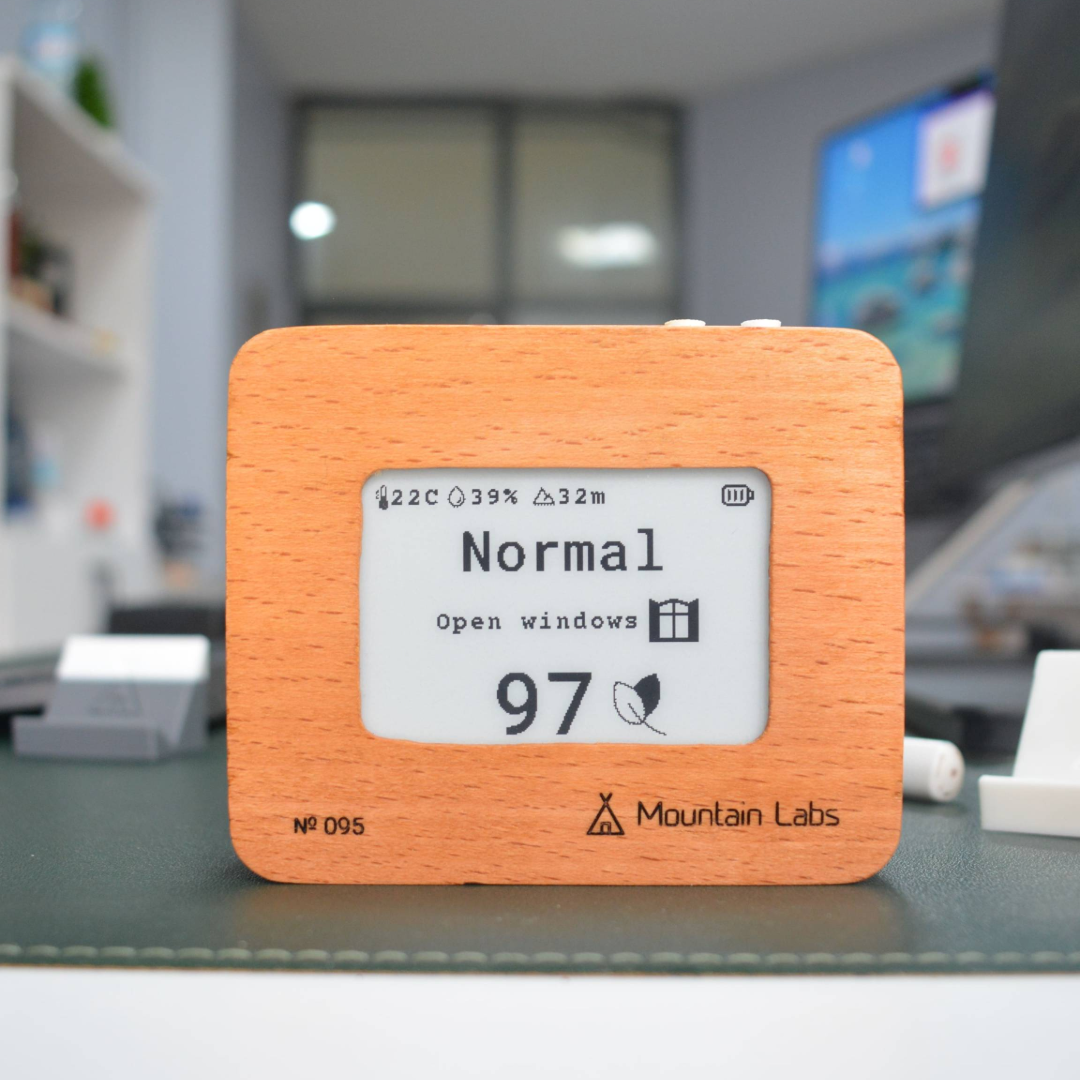 22C 39% 32m
Normal
Open windows
97
№ 095
Mountain Labs